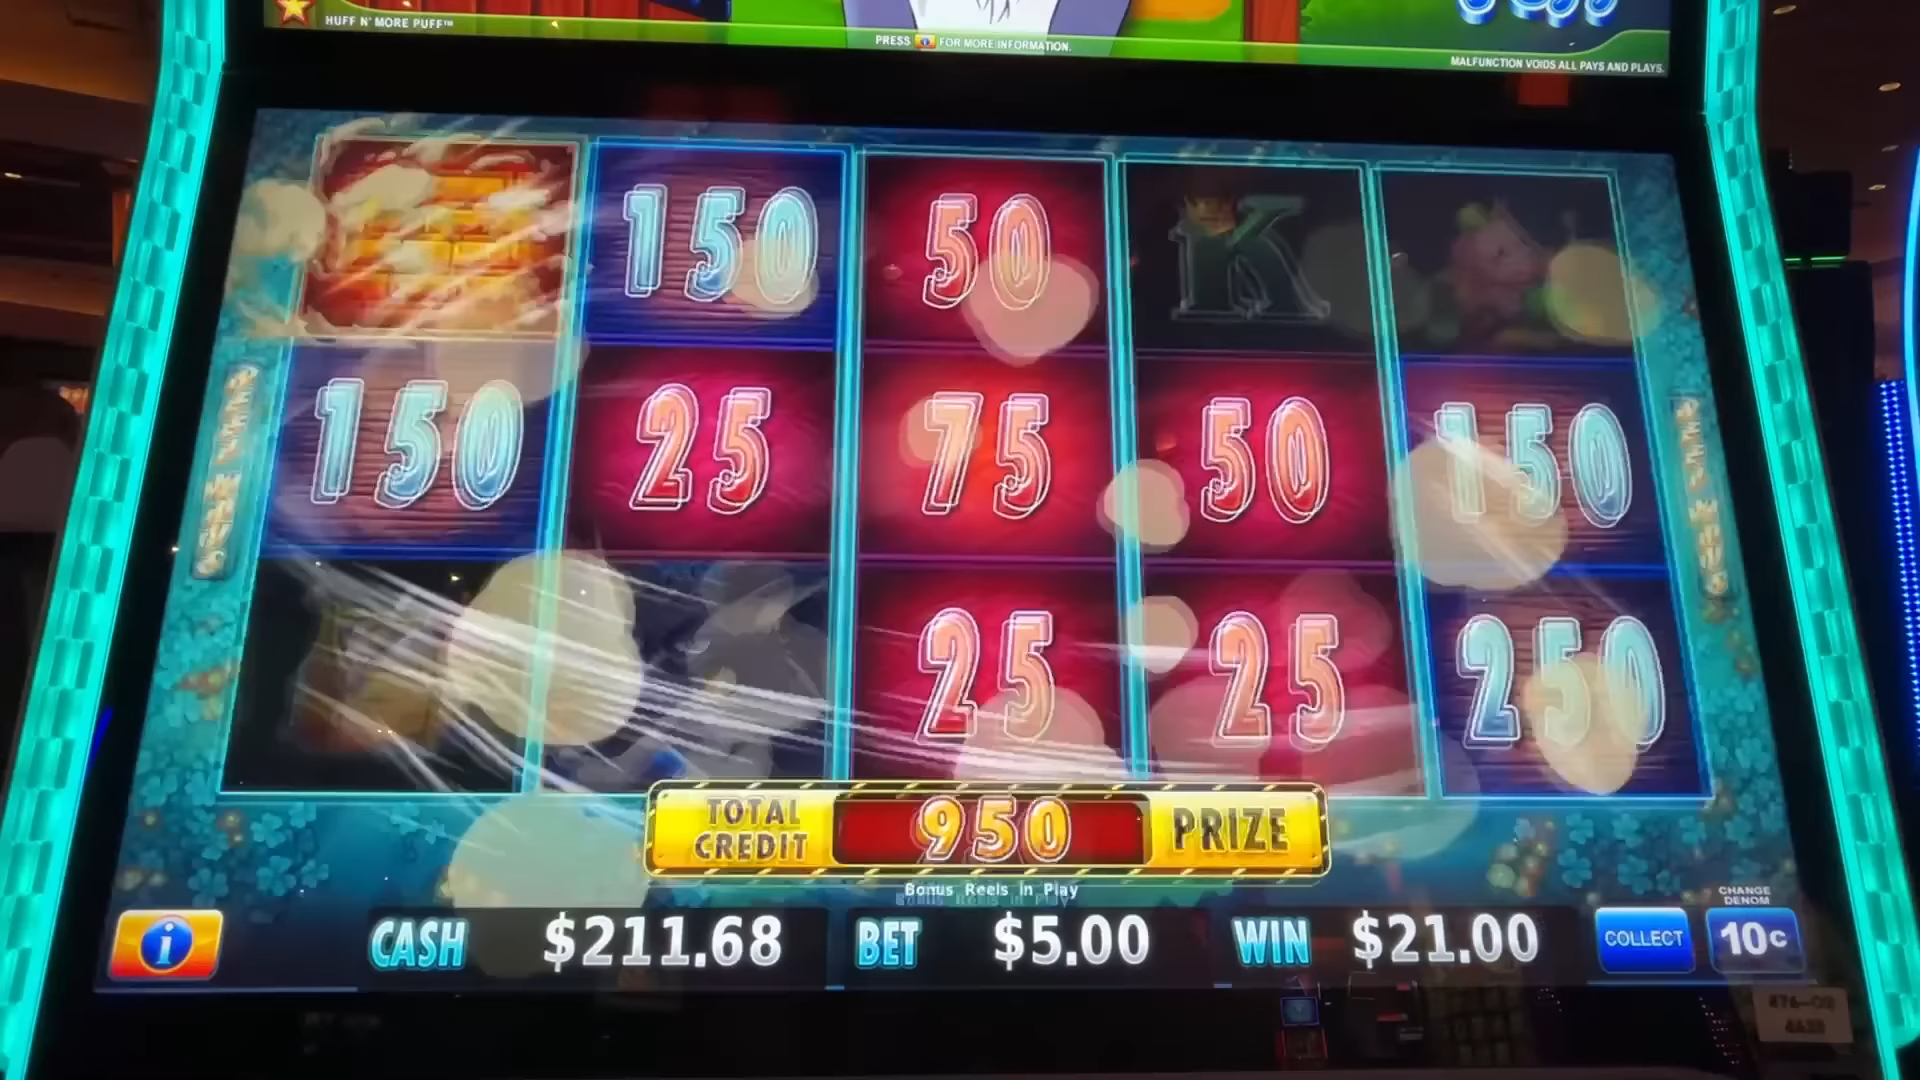 HUFF N' MORE PUFF™
PRESS i FOR MORE INFORMATION.
MALFUNCTION VOIDS ALL PAYS AND PLAYS.
150 50 K
150 25 75 50 150
25 25 250
TOTAL CREDIT 950 PRIZE
Bonus Reels in Play
CHANGE DENOM
i CASH $211.68 BET $5.00 WIN $21.00 COLLECT 10¢